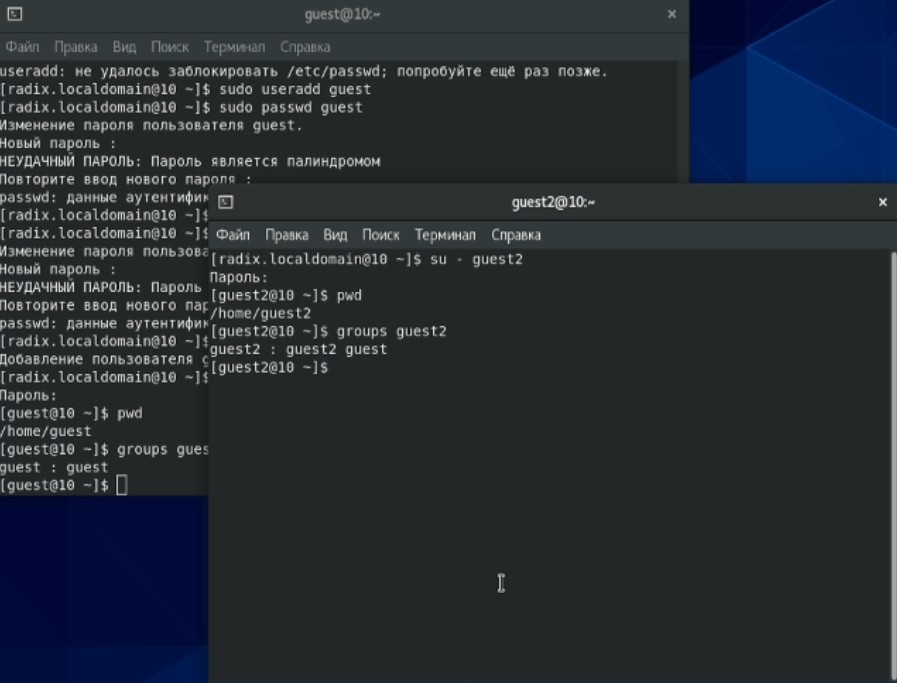 guest@10:~
Файл Правка Вид Поиск Терминал Справка
useradd: не удалось заблокировать /etc/passwd; попробуйте ещё раз позже.
[radix.localdomain@10 ~]$ sudo useradd guest
[radix.localdomain@10 ~]$ sudo passwd guest
Изменение пароля пользователя guest.
Новый пароль :
НЕУДАЧНЫЙ ПАРОЛЬ: Пароль является палиндромом
Повторите ввод нового пароля :
passwd: данные
[radix.localdomain@10 ~]$
[radix.localdomain@10 ~]$
Изменение пароля
Новый пароль :
НЕУДАЧНЫЙ ПАРОЛЬ: Пароль
Повторите ввод нового
passwd: данные
[radix.localdomain@10 ~]$
Добавление пользователя
[radix.localdomain@10 ~]$
Пароль:
[guest@10 ~]$ pwd
/home/guest
[guest@10 ~]$ groups
guest : guest
[guest@10 ~]$
guest2@10:~
Файл Правка Вид Поиск Терминал Справка
[radix.localdomain@10 ~]$ su - guest2
Пароль:
[guest2@10 ~]$ pwd
/home/guest2
[guest2@10 ~]$ groups guest2
guest2 : guest2 guest
[guest2@10 ~]$